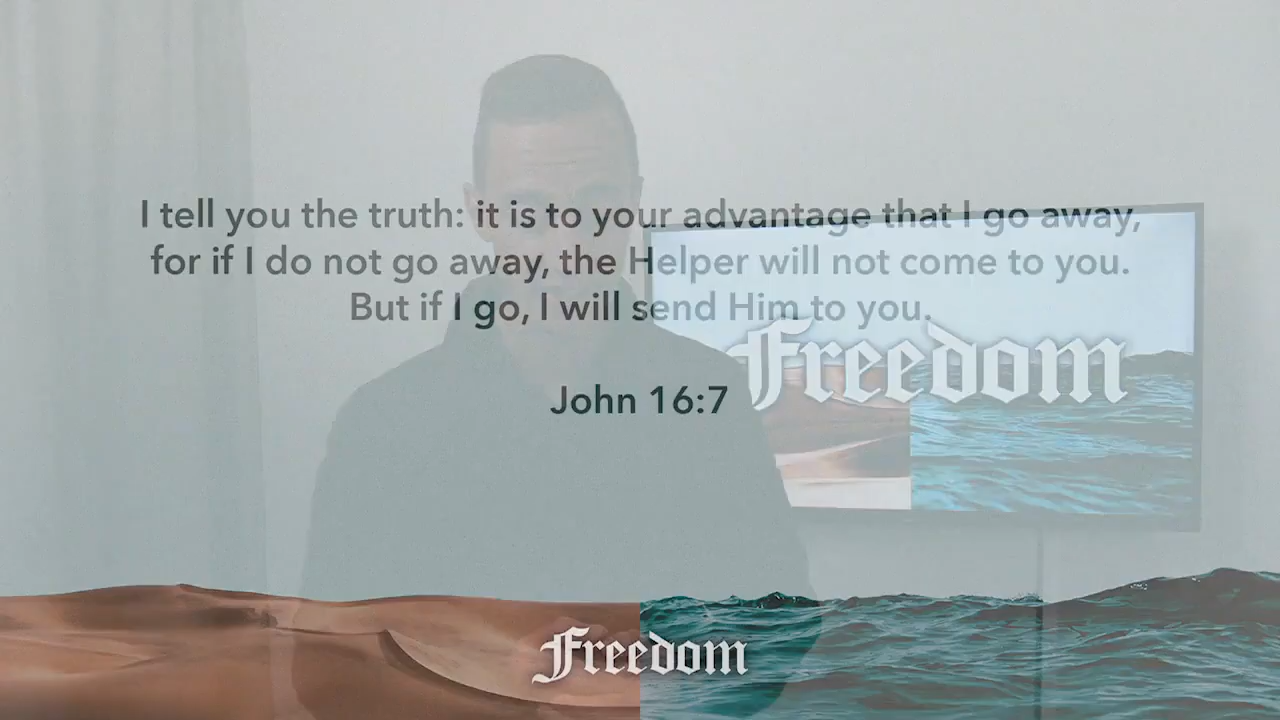 I tell you the truth: it is to your advantage that I go away,
for if I do not go away, the Helper will not come to you.
But if I go, I will send Him to you.
John 16:7
Freedom
Freedom